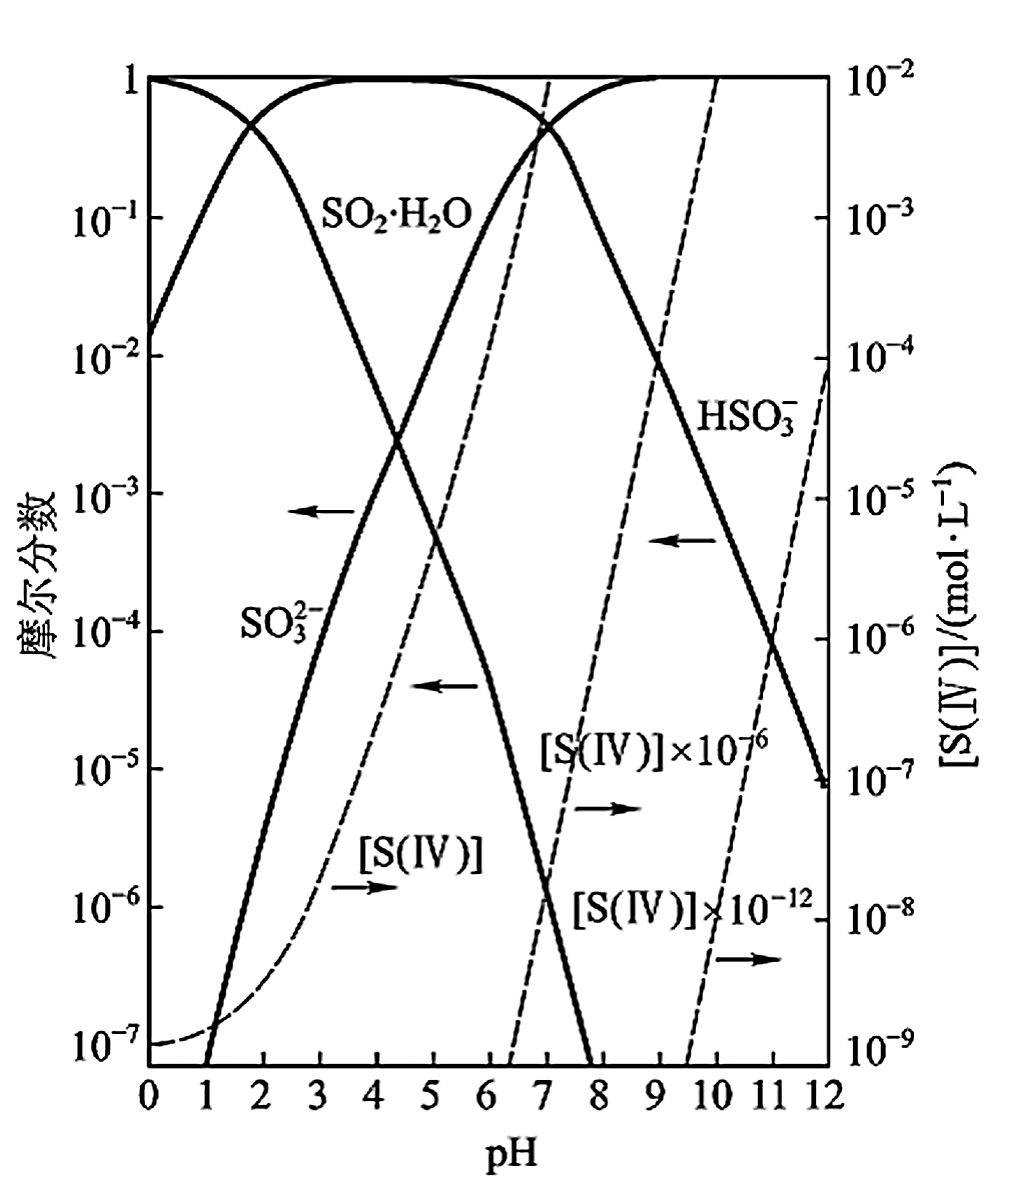 1
10⁻¹
10⁻²
10⁻³
10⁻⁴
10⁻⁵
10⁻⁶
10⁻⁷
摩尔分数
SO₂·H₂O
HSO₃⁻
SO₃²⁻
[S(Ⅳ)]×10⁻⁶
[S(Ⅳ)]
[S(Ⅳ)]×10⁻¹²
10⁻²
10⁻³
10⁻⁴
10⁻⁵
10⁻⁶
10⁻⁷
10⁻⁸
10⁻⁹
[S(Ⅳ)]/(mol·L⁻¹)
0 1 2 3 4 5 6 7 8 9 10 11 12
pH